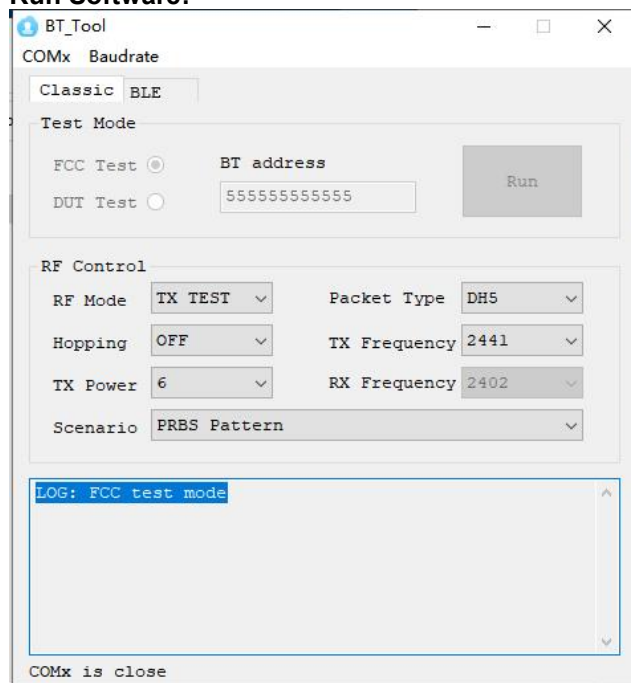 Run Software:
BT_Tool
COMx Baudrate
Classic BLE
Test Mode
FCC Test
BT address
DUT Test
555555555555
Run
RF Control
RF Mode TX TEST Packet Type DH5
Hopping OFF TX Frequency 2441
TX Power 6 RX Frequency 2402
Scenario PRBS Pattern
LOG: FCC test mode
COMx is close